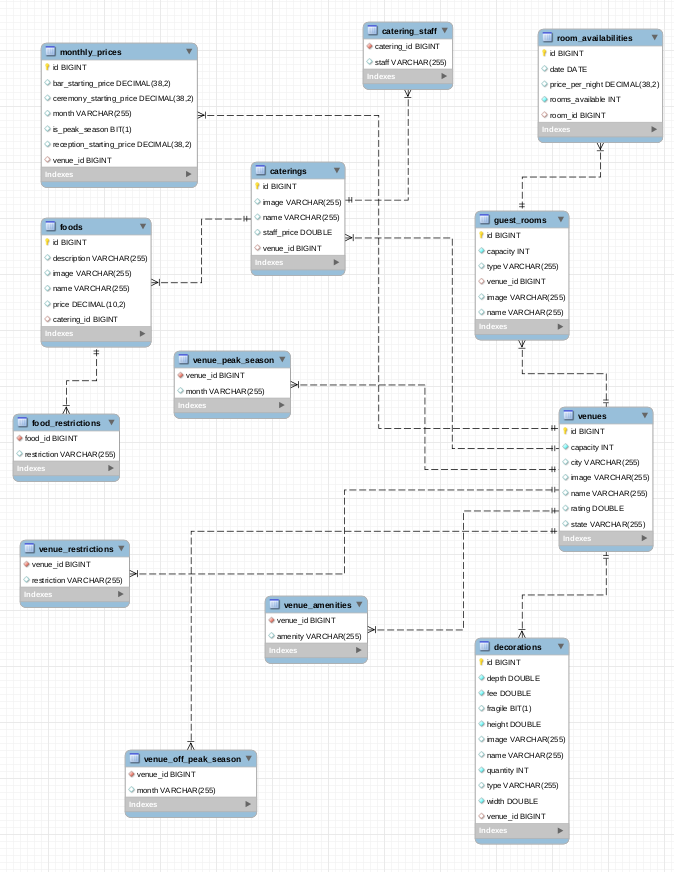 catering_staff
catering_id BIGINT
staff VARCHAR(255)
Indexes
room_availabilities
id BIGINT
date DATE
price_per_night DECIMAL(38,2)
rooms_available INT
room_id BIGINT
Indexes
monthly_prices
id BIGINT
bar_starting_price DECIMAL(38,2)
ceremony_starting_price DECIMAL(38,2)
month VARCHAR(255)
is_peak_season BIT(1)
reception_starting_price DECIMAL(38,2)
venue_id BIGINT
Indexes
caterings
id BIGINT
image VARCHAR(255)
name VARCHAR(255)
staff_price DOUBLE
venue_id BIGINT
Indexes
guest_rooms
id BIGINT
capacity INT
type VARCHAR(255)
venue_id BIGINT
image VARCHAR(255)
name VARCHAR(255)
Indexes
foods
id BIGINT
description VARCHAR(255)
image VARCHAR(255)
name VARCHAR(255)
price DECIMAL(10,2)
catering_id BIGINT
Indexes
venue_peak_season
venue_id BIGINT
month VARCHAR(255)
Indexes
food_restrictions
food_id BIGINT
restriction VARCHAR(255)
Indexes
venues
id BIGINT
capacity INT
city VARCHAR(255)
image VARCHAR(255)
name VARCHAR(255)
rating DOUBLE
state VARCHAR(255)
Indexes
venue_restrictions
venue_id BIGINT
restriction VARCHAR(255)
Indexes
venue_amenities
venue_id BIGINT
amenity VARCHAR(255)
Indexes
decorations
id BIGINT
depth DOUBLE
fee DOUBLE
fragile BIT(1)
height DOUBLE
image VARCHAR(255)
name VARCHAR(255)
quantity INT
type VARCHAR(255)
width DOUBLE
venue_id BIGINT
Indexes
venue_off_peak_season
venue_id BIGINT
month VARCHAR(255)
Indexes